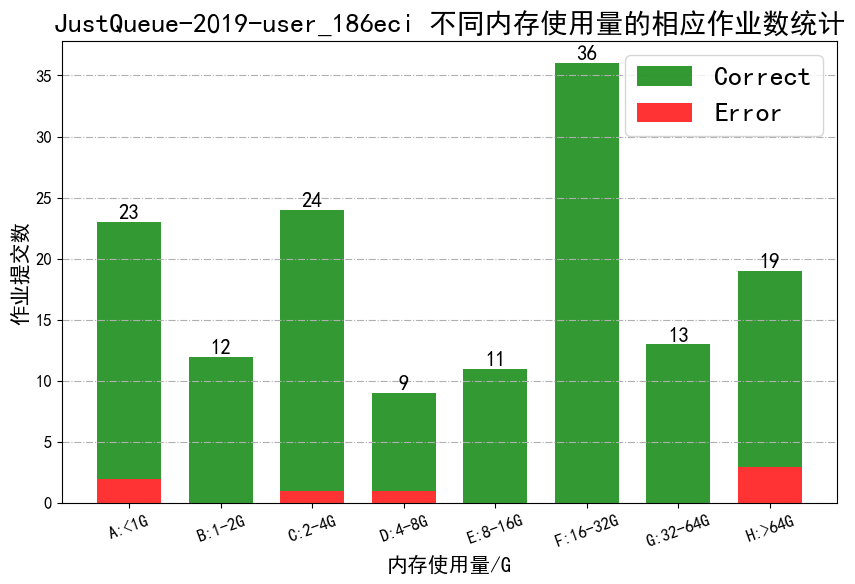 JustQueue-2019-user_186eci 不同内存使用量的相应作业数统计
Correct
Error
作业提交数
35
30
25
20
15
10
5
0
23
12
24
9
11
36
13
19
A:<1G
B:1-2G
C:2-4G
D:4-8G
E:8-16G
F:16-32G
G:32-64G
H:>64G
内存使用量/G